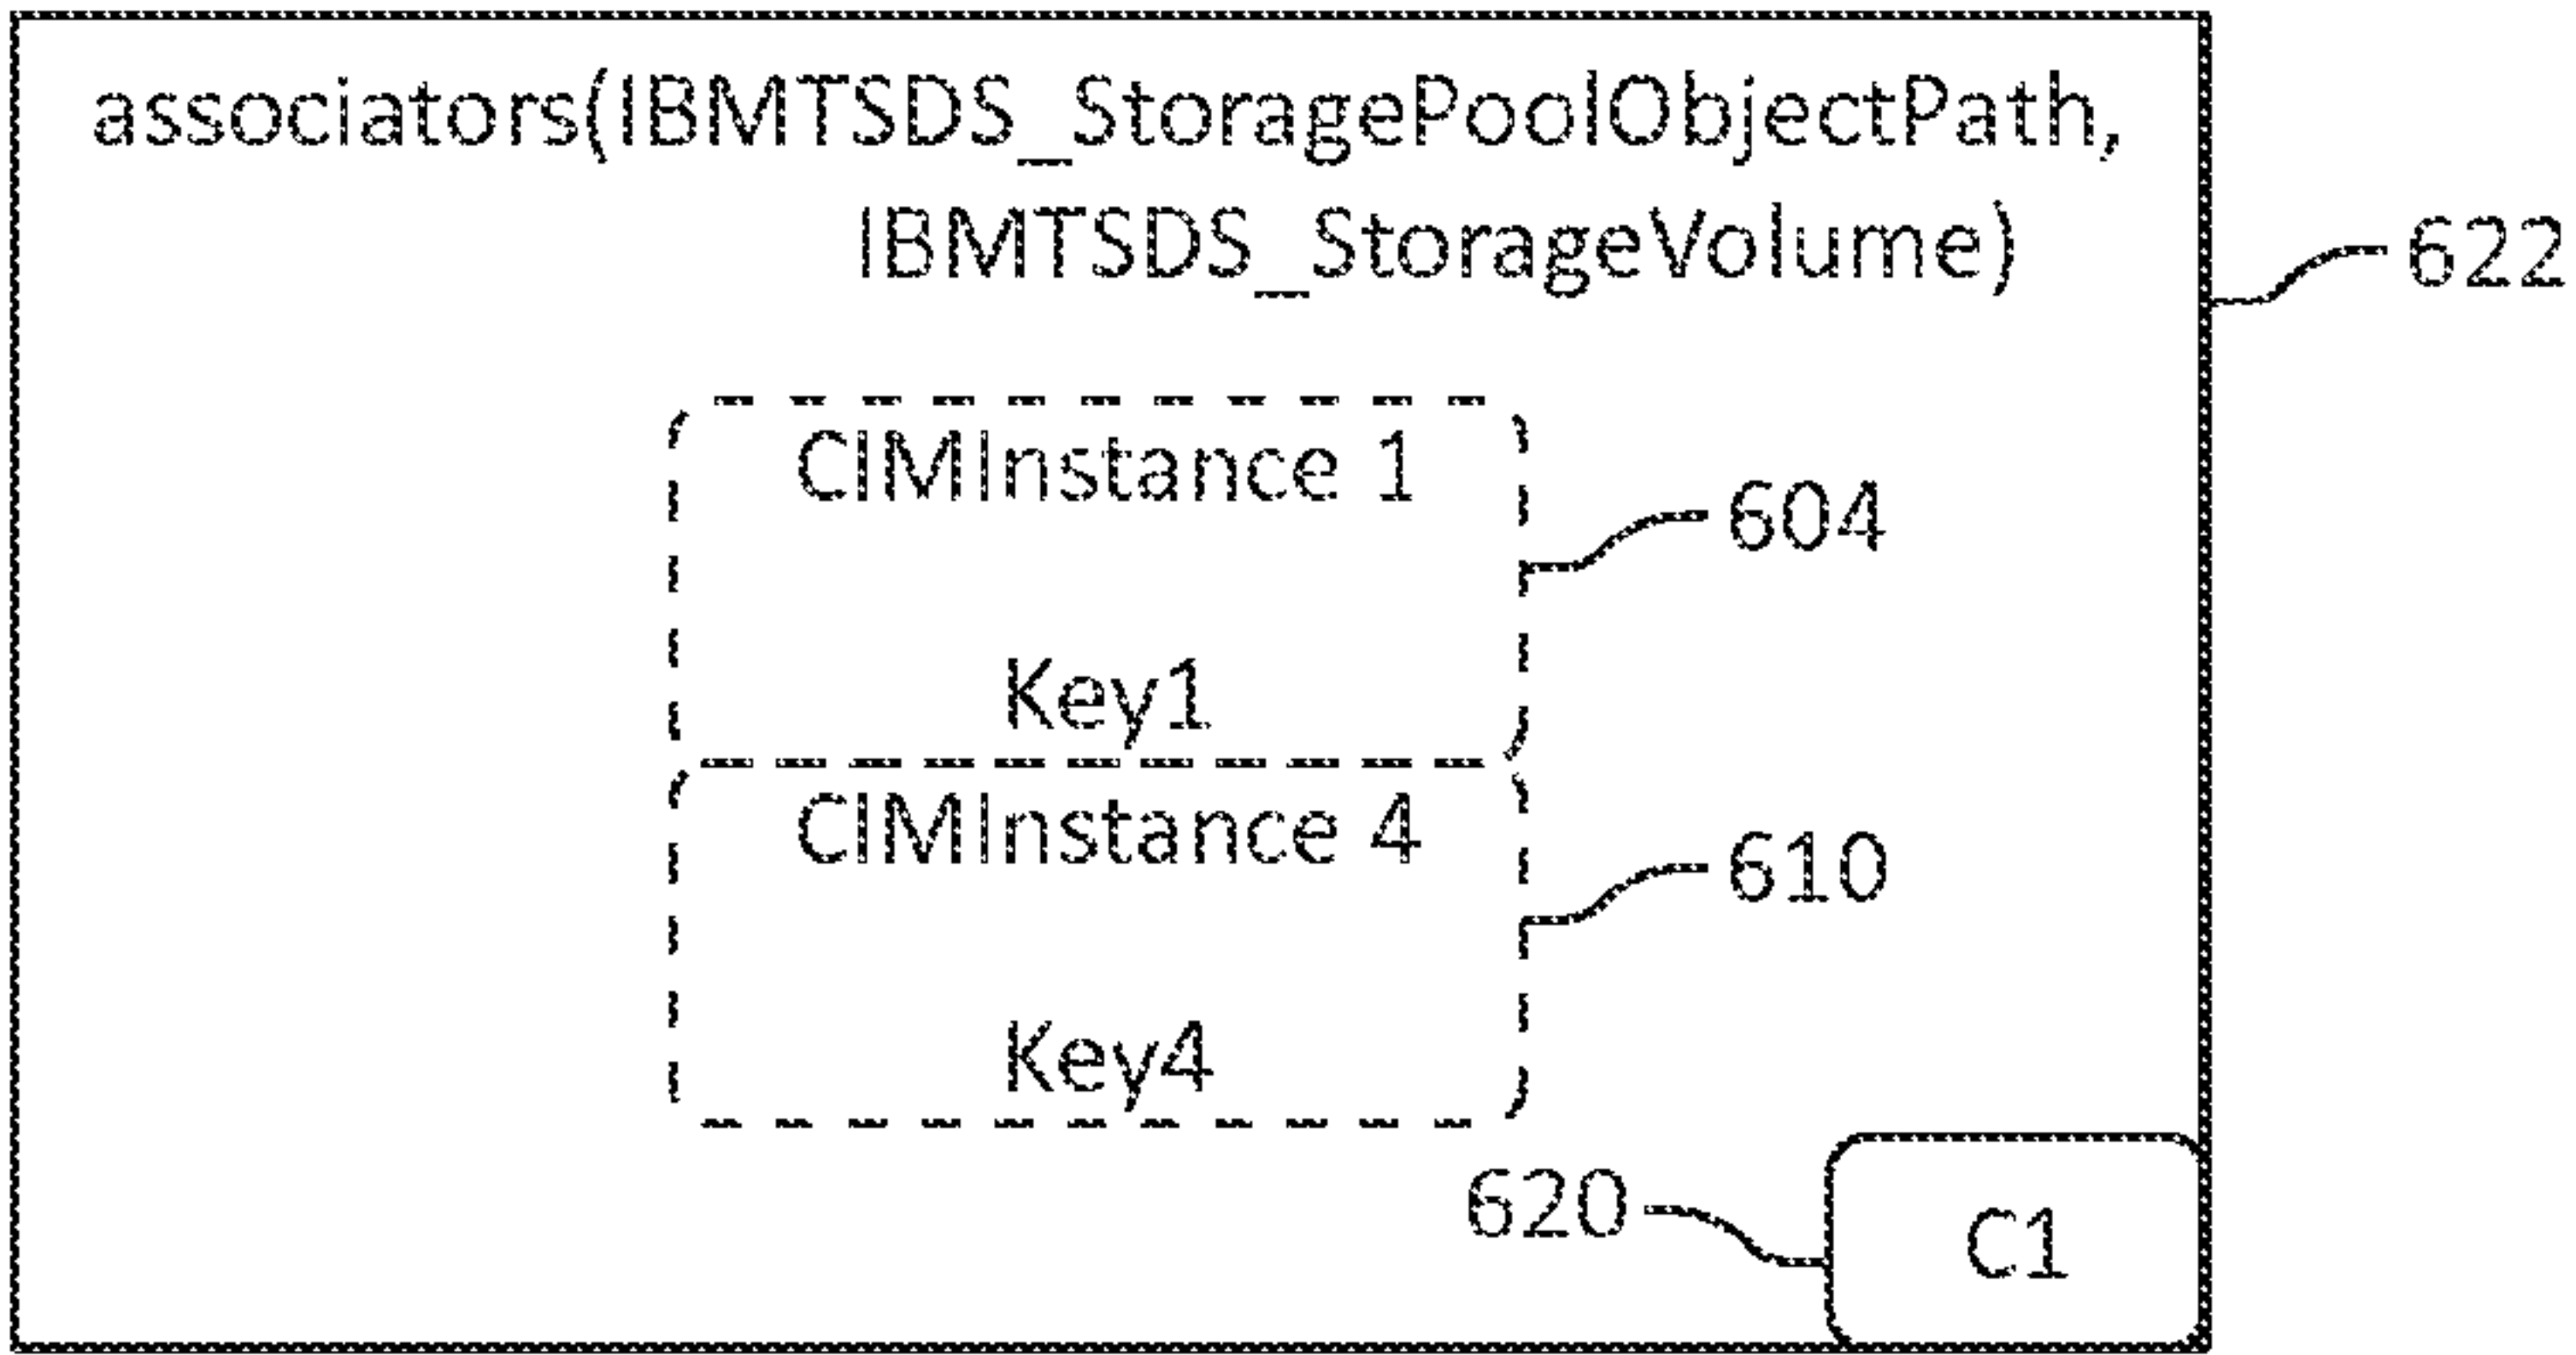 associators(IBMTSDS_StoragePoolObjectPath,
IBMTSDS_StorageVolume)
622
CIMInstance 1
604
Key1
CIMInstance 4
610
Key4
620
C1